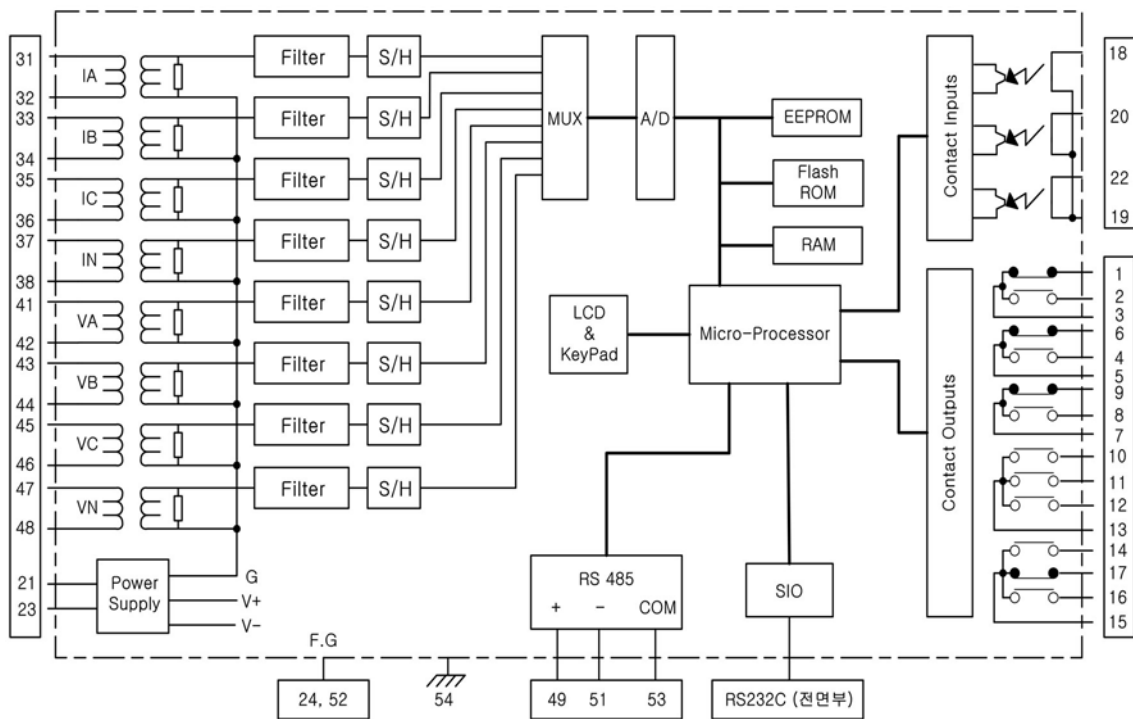 31
IA
32
33
IB
34
35
IC
36
37
IN
38
41
VA
42
43
VB
44
45
VC
46
47
VN
48
21
23
Power
Supply
G
V+
V-
F.G
24, 52
54
Filter S/H
Filter S/H
Filter S/H
Filter S/H
Filter S/H
Filter S/H
Filter S/H
Filter S/H
MUX
A/D
EEPROM
Flash
ROM
RAM
LCD
&
KeyPad
Micro-Processor
RS 485
+ - COM
49 51 53
SIO
RS232C (전면부)
Contact Inputs
18
20
22
19
Contact Outputs
1
2
3
6
4
5
9
8
7
10
11
12
13
14
17
16
15